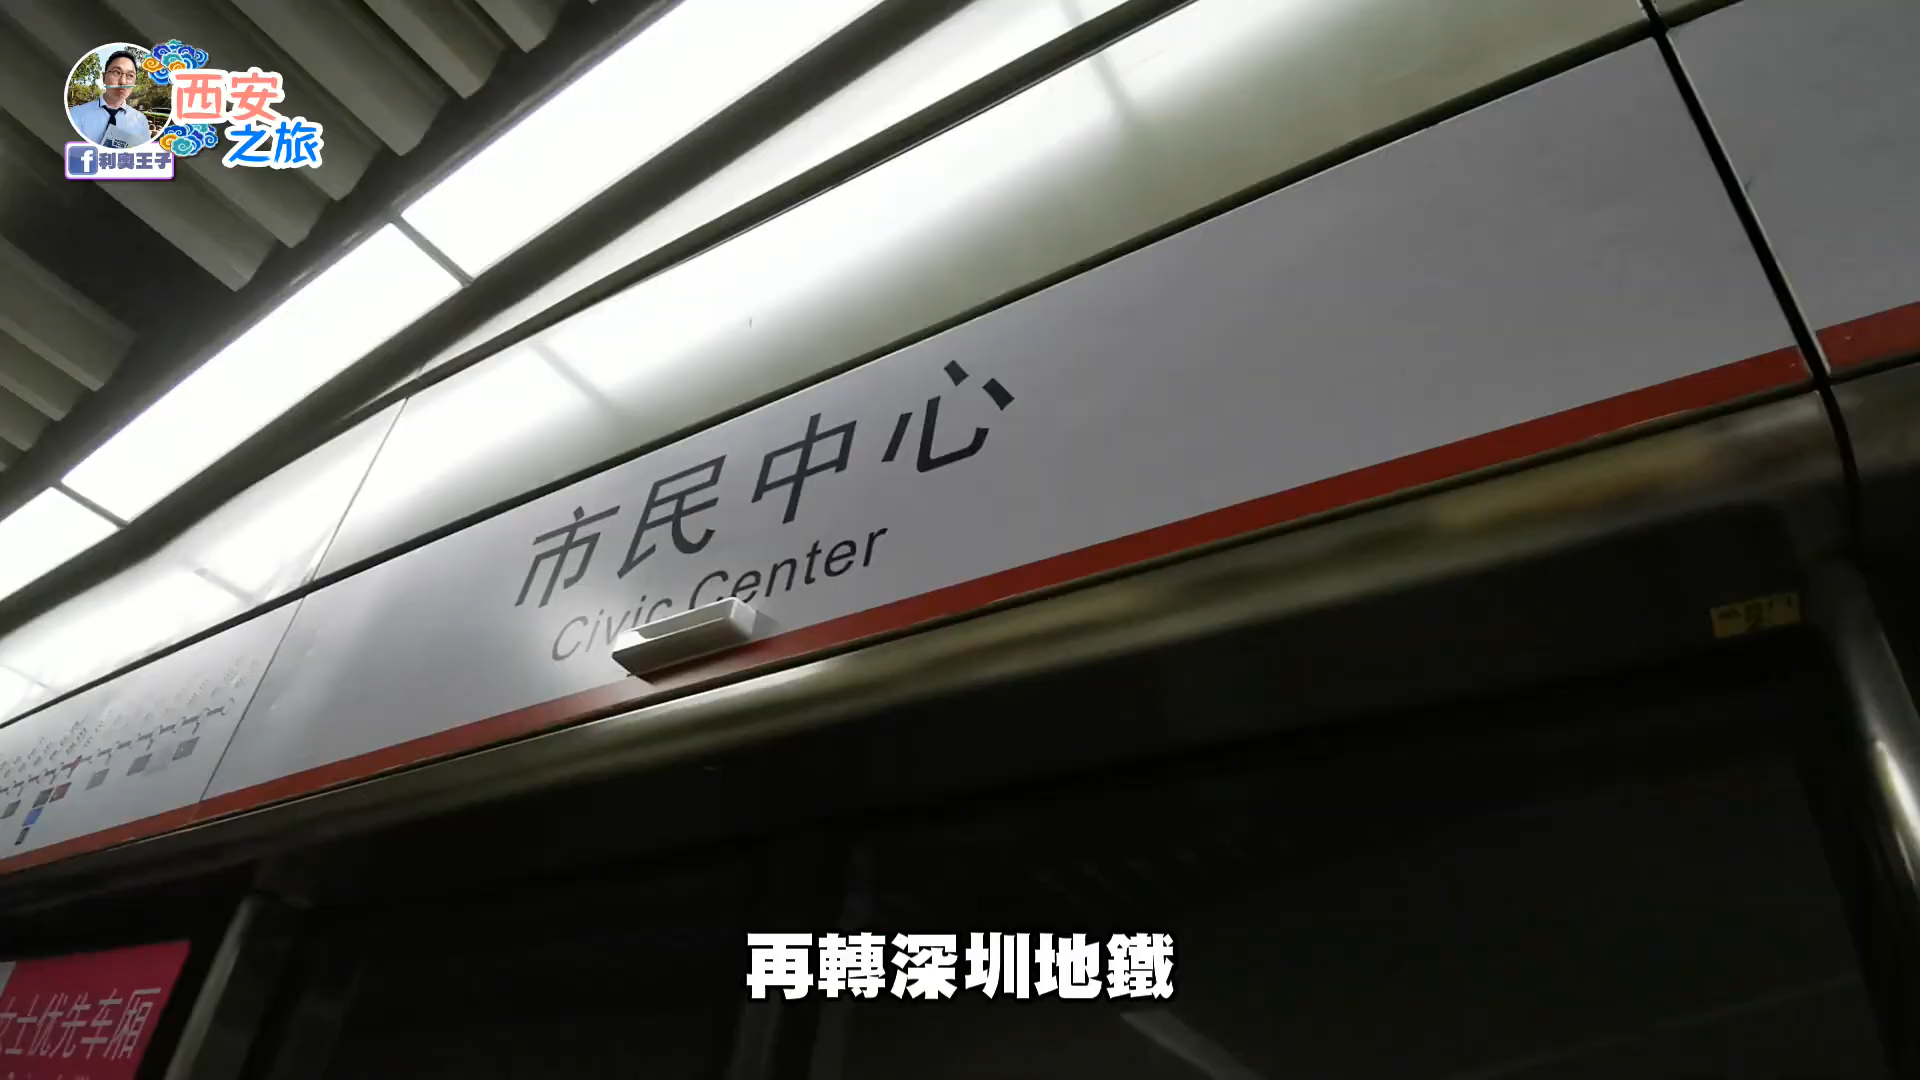 西安
之旅
利奧王子
市民中心
Civic Center
女士优先车厢
再轉深圳地鐵